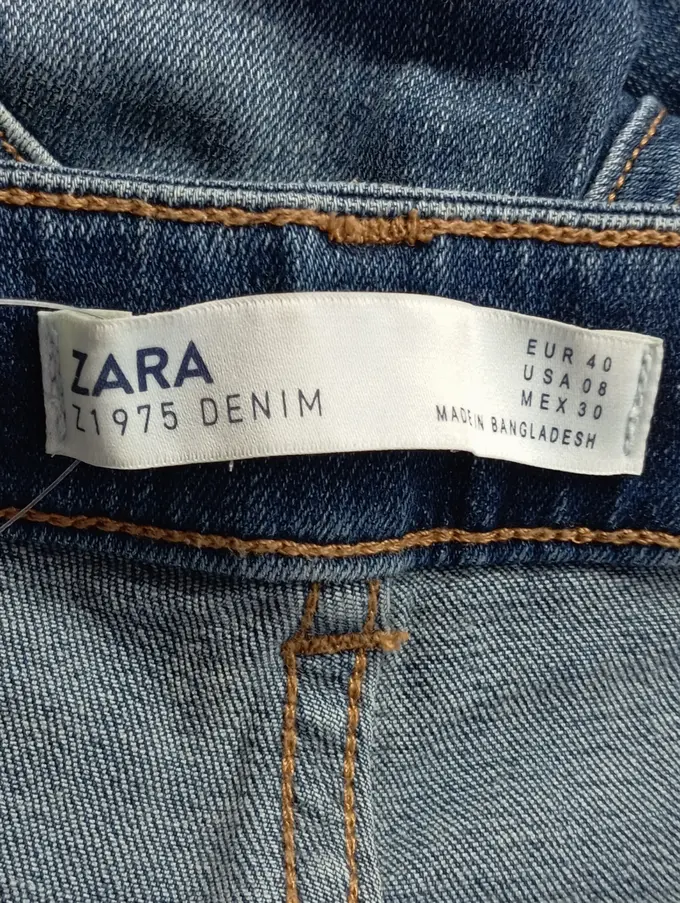 ZARA
Z1975 DENIM
EUR 40
USA 08
MEX 30
MADE IN BANGLADESH